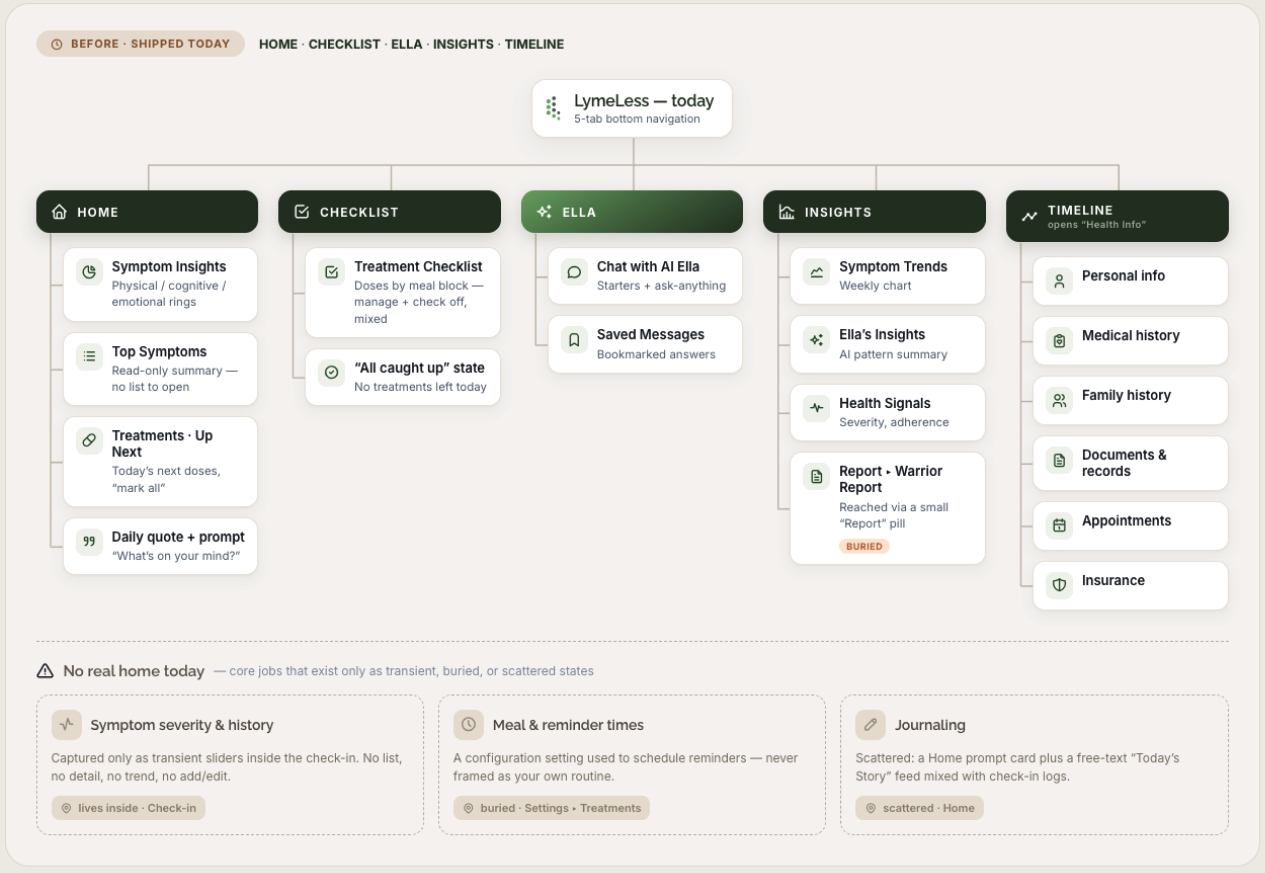 BEFORE · SHIPPED TODAY
HOME · CHECKLIST · ELLA · INSIGHTS · TIMELINE
LymeLess — today
5-tab bottom navigation
HOME
Symptom Insights
Physical / cognitive /
emotional rings
Top Symptoms
Read-only summary —
no list to open
Treatments · Up
Next
Today’s next doses,
“mark all”
Daily quote + prompt
“What’s on your mind?”
CHECKLIST
Treatment Checklist
Doses by meal block —
manage + check off,
mixed
“All caught up” state
No treatments left today
ELLA
Chat with AI Ella
Starters + ask-anything
Saved Messages
Bookmarked answers
INSIGHTS
Symptom Trends
Weekly chart
Ella’s Insights
AI pattern summary
Health Signals
Severity, adherence
Report ‣ Warrior
Report
Reached via a small
“Report” pill
BURIED
TIMELINE
opens “Health Info”
Personal info
Medical history
Family history
Documents &
records
Appointments
Insurance
No real home today — core jobs that exist only as transient, buried, or scattered states
Symptom severity & history
Captured only as transient sliders inside the check-in. No list,
no detail, no trend, no add/edit.
lives inside · Check-in
Meal & reminder times
A configuration setting used to schedule reminders — never
framed as your own routine.
buried · Settings ‣ Treatments
Journaling
Scattered: a Home prompt card plus a free-text “Today’s
Story” feed mixed with check-in logs.
scattered · Home